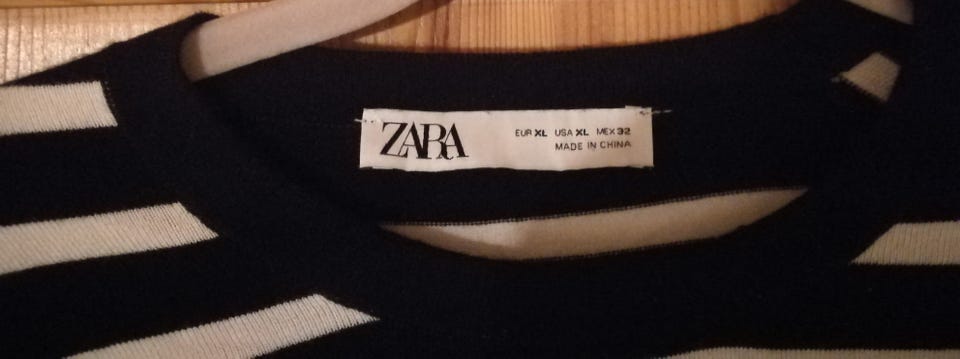 ZARA
EUR XL USA XL MEX 32
MADE IN CHINA